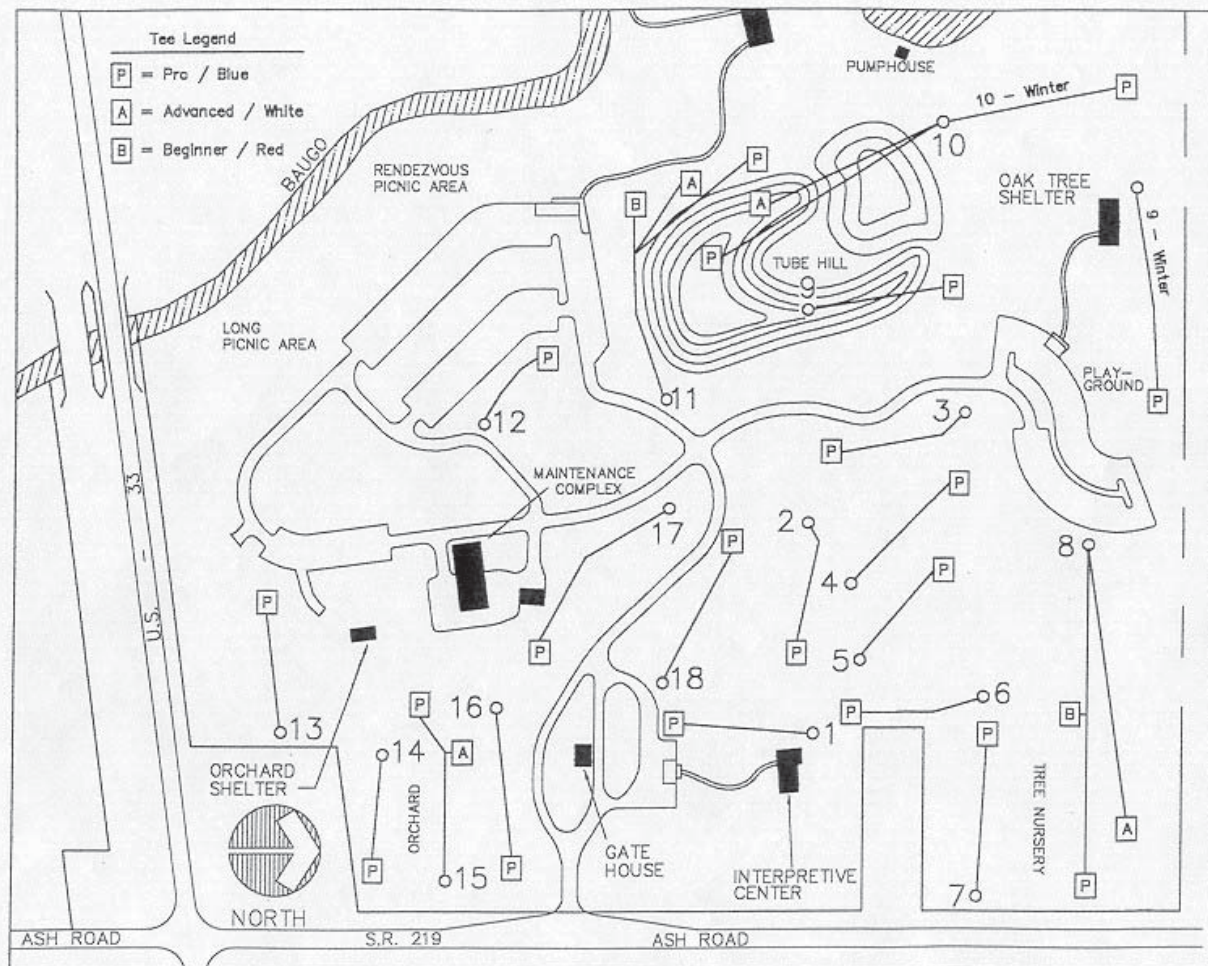 Tee Legend
P = Pro / Blue
A = Advanced / White
B = Beginner / Red
BAUGO
RENDEZVOUS
PICNIC AREA
PUMPHOUSE
10 - Winter
P
10
OAK TREE
SHELTER
9 - Winter
P
A
B
A
P
TUBE HILL
9
P
LONG
PICNIC AREA
P
PLAY-
GROUND
P
11
3
12
P
MAINTENANCE
COMPLEX
P
U.S. - 33
17
2
P
8
4
P
5
P
P
P
P
18
6
P
P
16
P
B
P
13
14
A
1
ORCHARD
SHELTER
ORCHARD
TREE NURSERY
A
P
15
P
GATE
HOUSE
INTERPRETIVE
CENTER
7
P
NORTH
ASH ROAD
S.R. 219
ASH ROAD